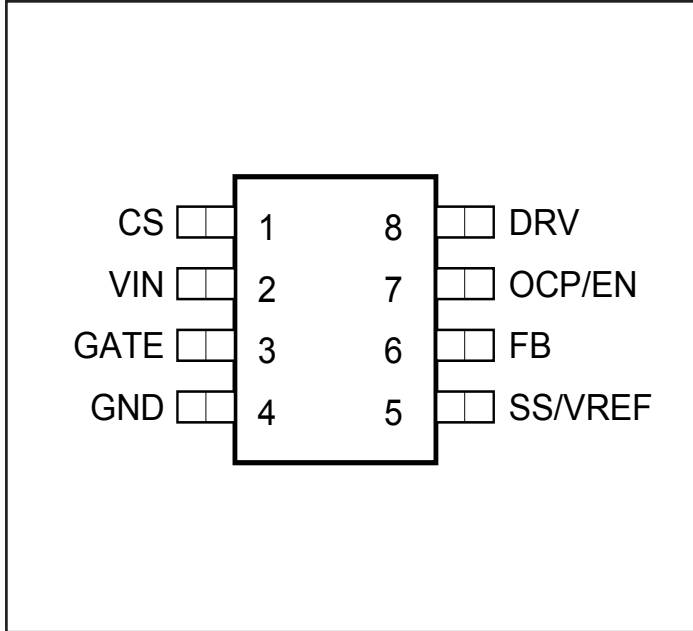 CS 1 8 DRV
VIN 2 7 OCP/EN
GATE 3 6 FB
GND 4 5 SS/VREF